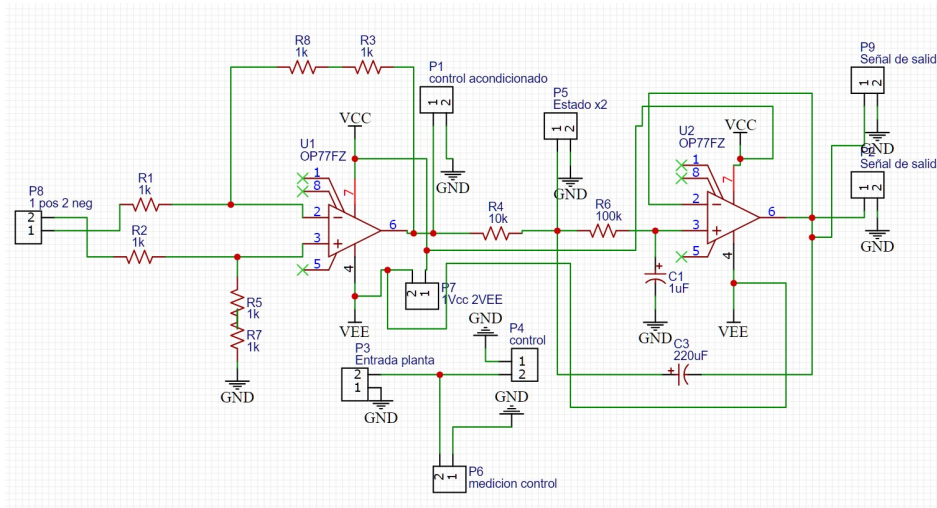 R8
1k
R3
1k
P1
control acondicionado
1 2
GND
P5
Estado x2
1 2
GND
P9
Señal de salid
1 2
GND
P2
Señal de salid
1 2
GND
VCC
U1
OP77FZ
1
8
2
3
5
7
6
4
VEE
P8
1 pos 2 neg
2
1
R1
1k
R2
1k
R5
1k
R7
1k
GND
R4
10k
R6
100k
VCC
U2
OP77FZ
1
8
2
3
5
7
6
4
VEE
C1
1uF
GND
C3
220uF
P7
1Vcc 2VEE
2 1
GND
P4
control
1
2
P3
Entrada planta
2
1
GND
GND
P6
medicion control
2 1